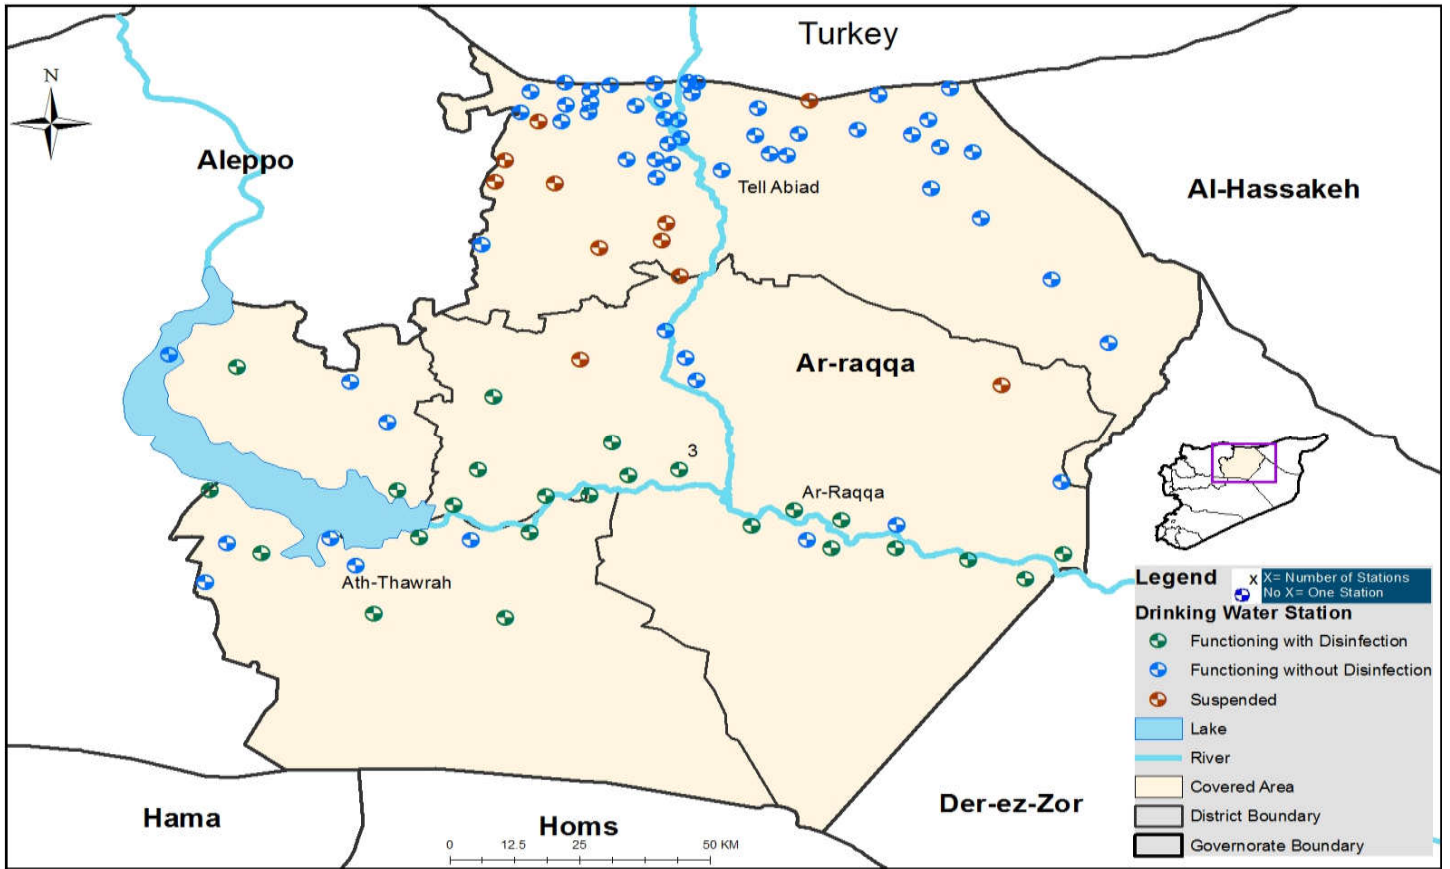 Turkey
N
Aleppo
Tell Abiad
Al-Hassakeh
Ar-raqqa
3
Ar-Raqqa
Ath-Thawrah
Legend
X
X= Number of Stations
No X= One Station
Drinking Water Station
Functioning with Disinfection
Functioning without Disinfection
Suspended
Lake
River
Covered Area
District Boundary
Governorate Boundary
Der-ez-Zor
Hama
Homs
0 12.5 25 50 KM